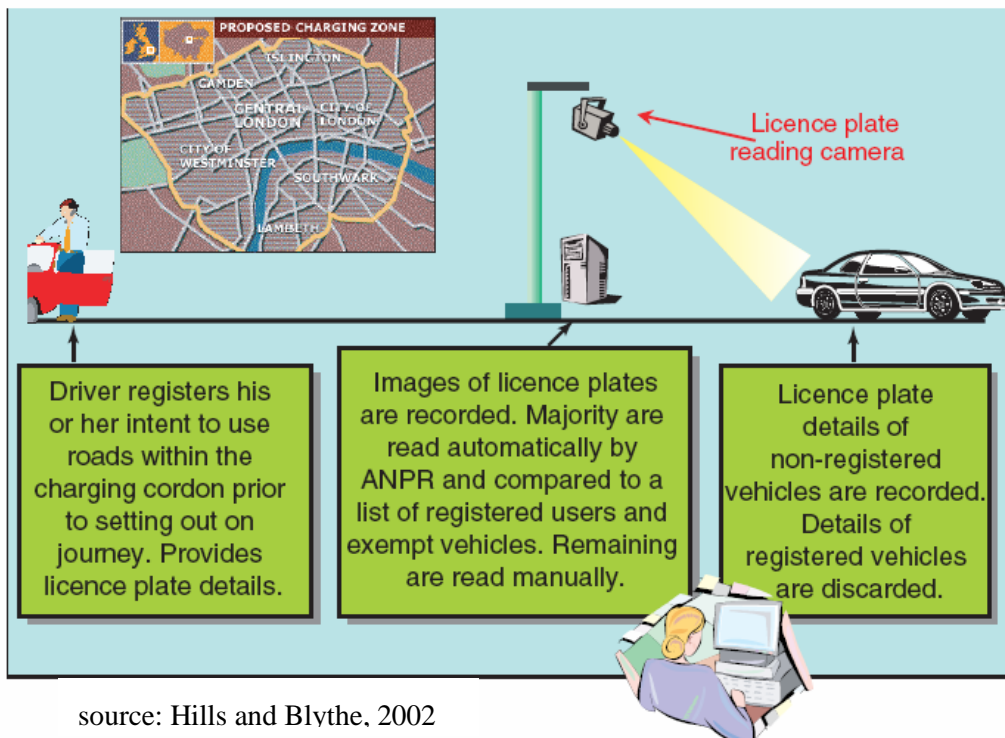 PROPOSED CHARGING ZONE
ISLINGTON
CAMDEN
CENTRAL
LONDON
CITY OF
LONDON
CITY OF
WESTMINSTER
SOUTHWARK
LAMBETH
Licence plate
reading camera
Driver registers his
or her intent to use
roads within the
charging cordon prior
to setting out on
journey. Provides
licence plate details.
Images of licence plates
are recorded. Majority are
read automatically by
ANPR and compared to a
list of registered users and
exempt vehicles. Remaining
are read manually.
Licence plate
details of
non-registered
vehicles are recorded.
Details of
registered vehicles
are discarded.
source: Hills and Blythe, 2002